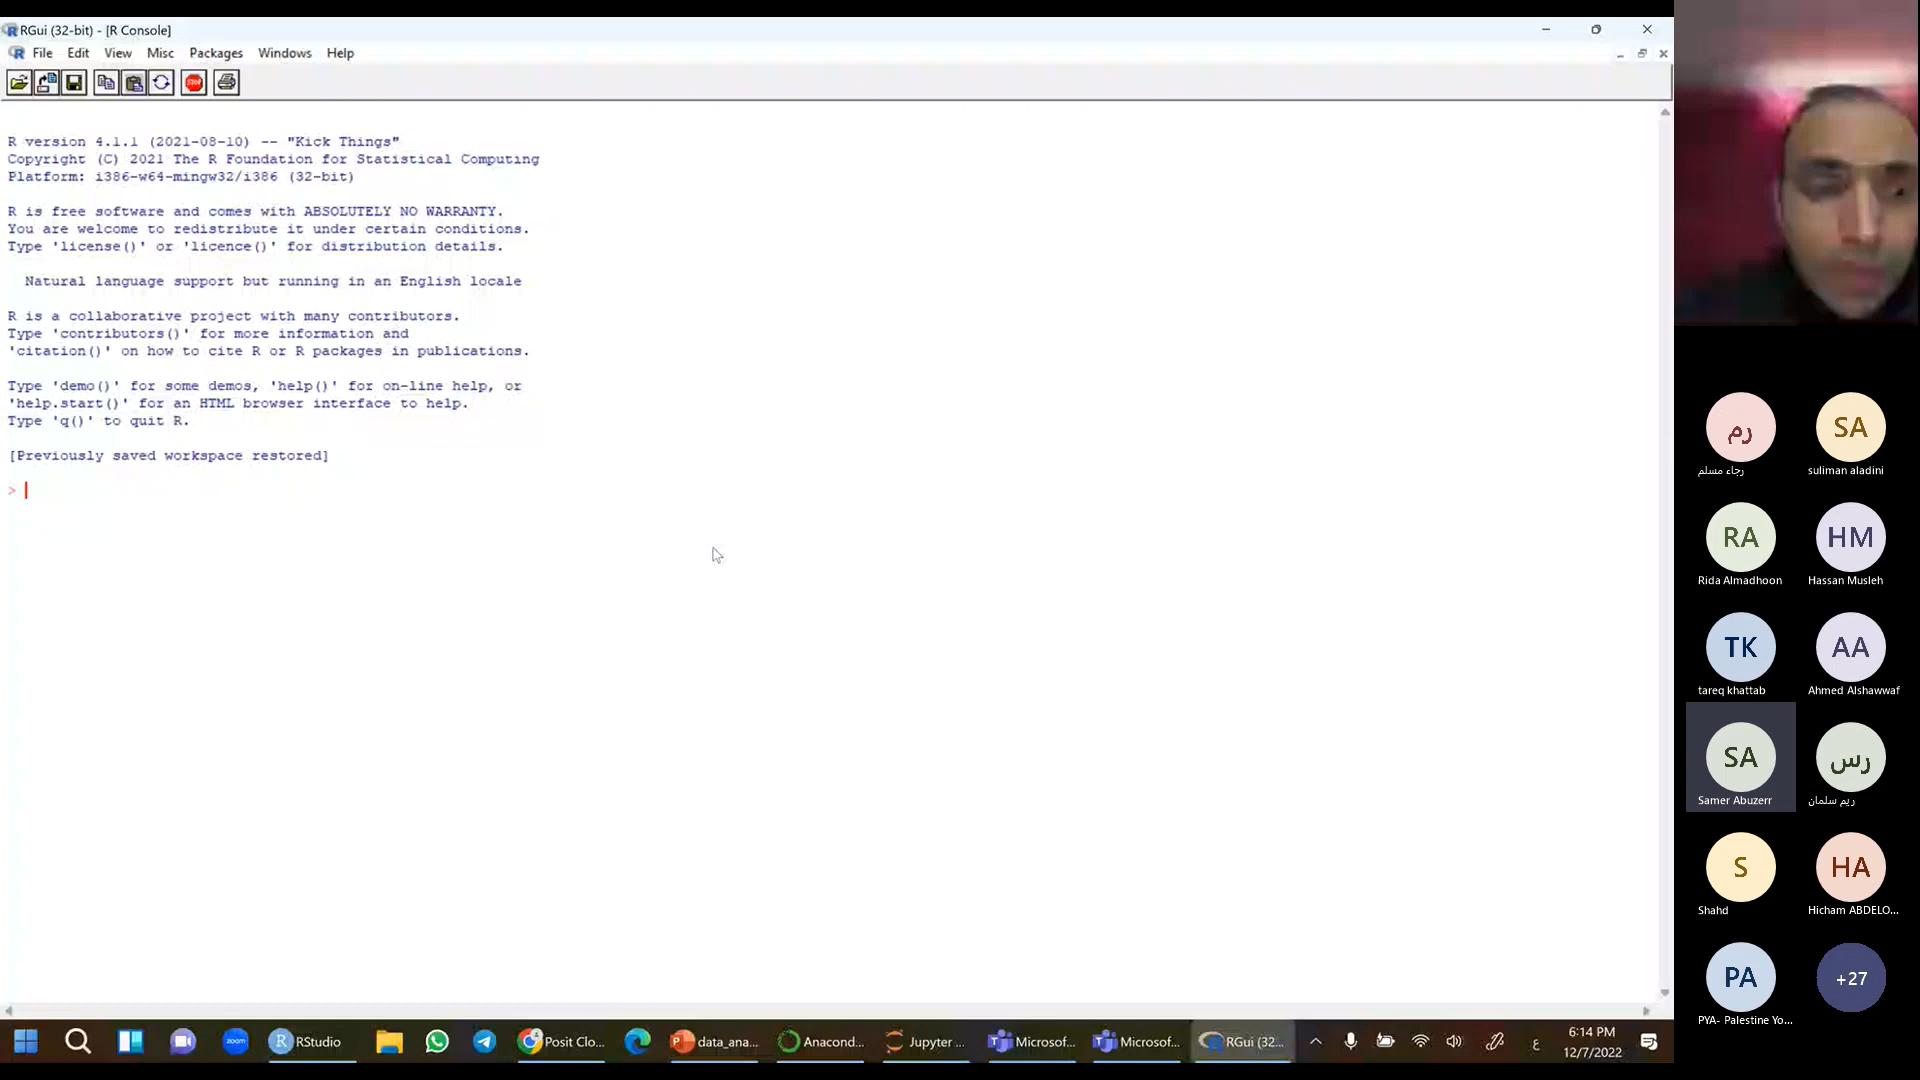 RGui (32-bit) - [R Console]
File Edit View Misc Packages Windows Help
STOP
R version 4.1.1 (2021-08-10) -- "Kick Things"
Copyright (C) 2021 The R Foundation for Statistical Computing
Platform: i386-w64-mingw32/i386 (32-bit)
R is free software and comes with ABSOLUTELY NO WARRANTY.
You are welcome to redistribute it under certain conditions.
Type 'license()' or 'licence()' for distribution details.
Natural language support but running in an English locale
R is a collaborative project with many contributors.
Type 'contributors()' for more information and
'citation()' on how to cite R or R packages in publications.
Type 'demo()' for some demos, 'help()' for on-line help, or
'help.start()' for an HTML browser interface to help.
Type 'q()' to quit R.
[Previously saved workspace restored]
>
رم SA
رجاء مسلم suliman aladini
RA HM
Rida Almadhoon Hassan Musleh
TK AA
tareq khattab Ahmed Alshawwaf
SA رس
Samer Abuzerr ريم سلمان
S HA
Shahd Hicham ABDELO...
PA +27
PYA- Palestine Yo...
zoom RStudio Posit Clo... data_ana... Anacond... Jupyter ... Microsof... Microsof... RGui (32... ع 6:14 PM
12/7/2022